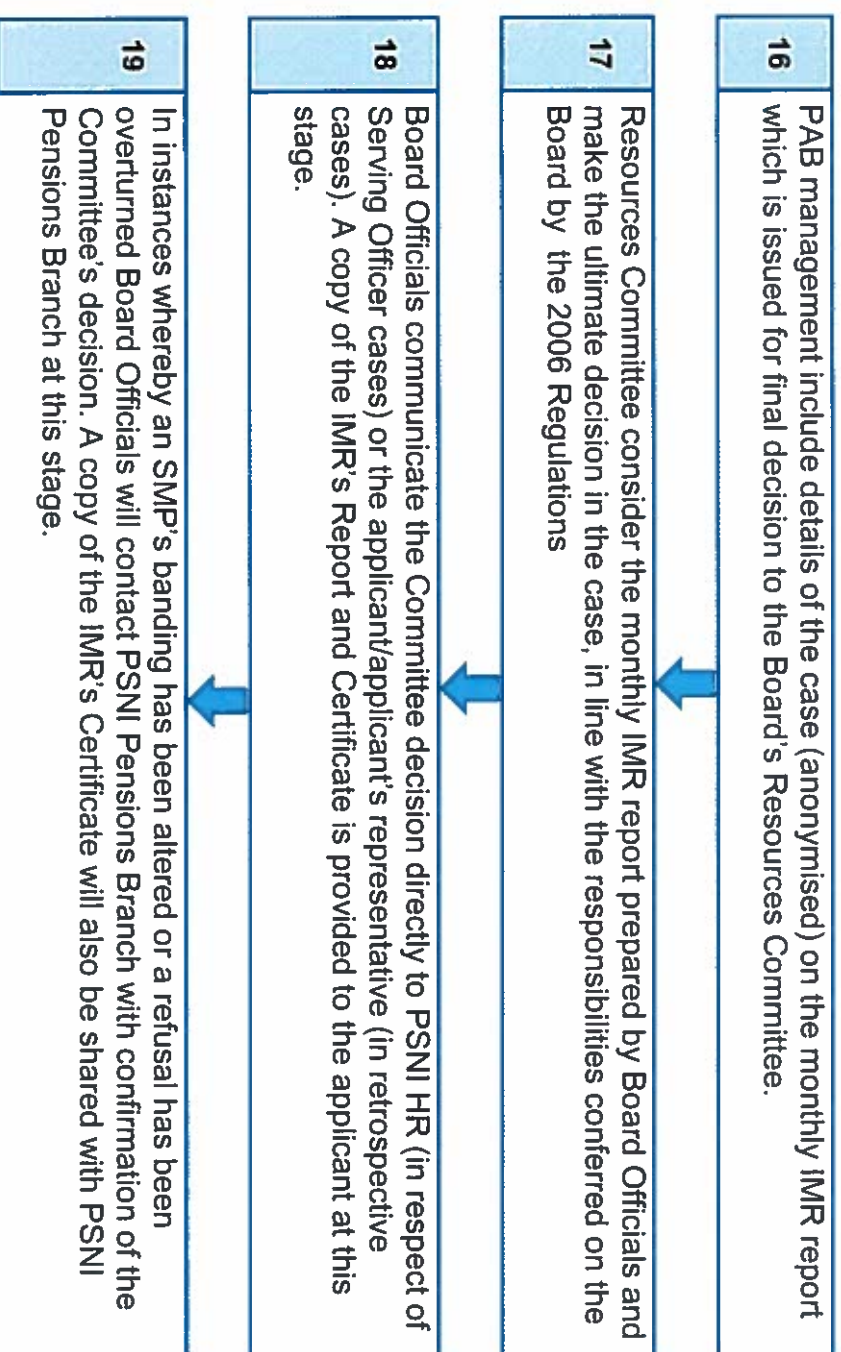 16
PAB management include details of the case (anonymised) on the monthly IMR report
which is issued for final decision to the Board's Resources Committee.
17
Resources Committee consider the monthly IMR report prepared by Board Officials and
make the ultimate decision in the case, in line with the responsibilities conferred on the
Board by the 2006 Regulations
18
Board Officials communicate the Committee decision directly to PSNI HR (in respect of
Serving Officer cases) or the applicant/applicant's representative (in retrospective
cases). A copy of the IMR's Report and Certificate is provided to the applicant at this
stage.
19
In instances whereby an SMP's banding has been altered or a refusal has been
overturned Board Officials will contact PSNI Pensions Branch with confirmation of the
Committee's decision. A copy of the IMR's Certificate will also be shared with PSNI
Pensions Branch at this stage.